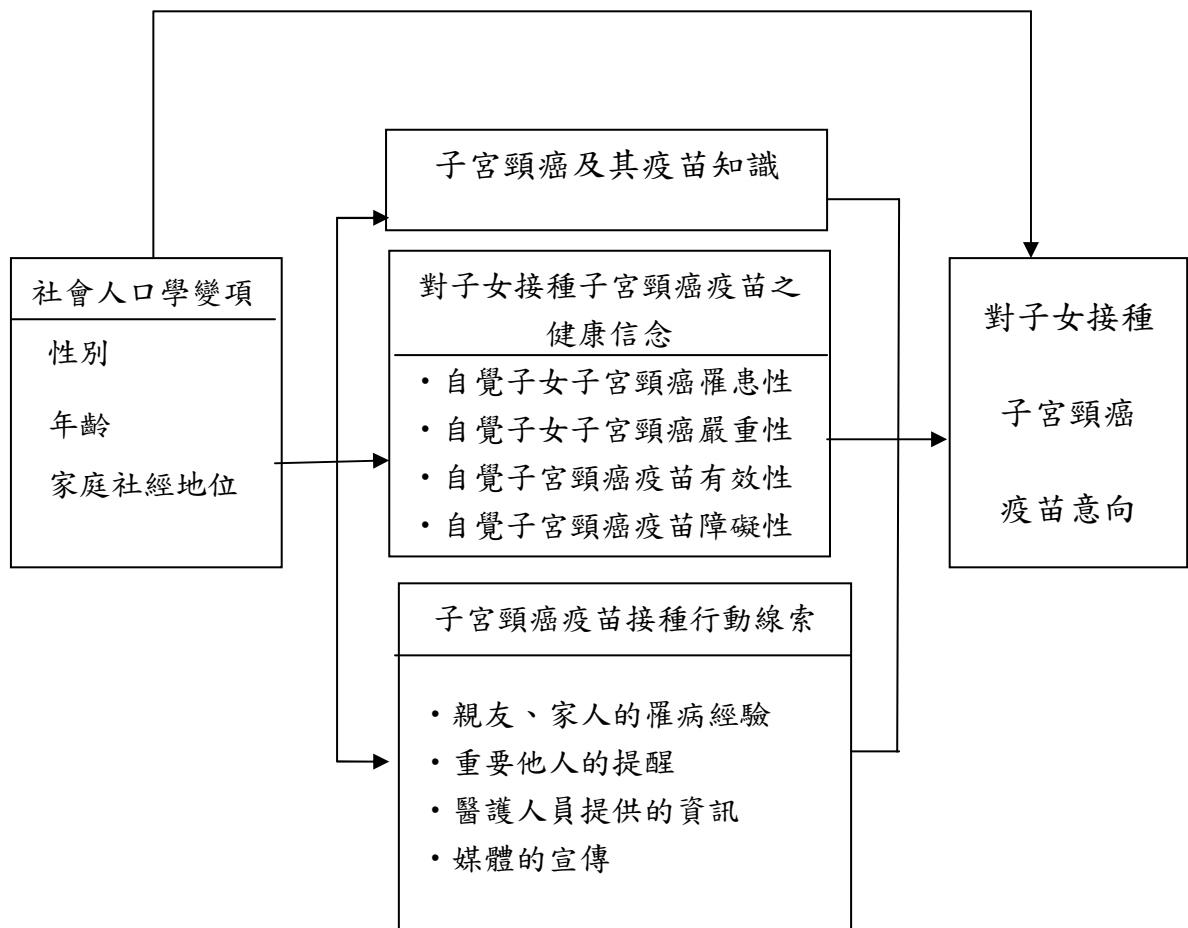 子宮頸癌及其疫苗知識
社會人口學變項
性別
年齡
家庭社經地位
對子女接種子宮頸癌疫苗之
健康信念
・自覺子女子宮頸癌罹患性
・自覺子女子宮頸癌嚴重性
・自覺子宮頸癌疫苗有效性
・自覺子宮頸癌疫苗障礙性
子宮頸癌疫苗接種行動線索
・親友、家人的罹病經驗
・重要他人的提醒
・醫護人員提供的資訊
・媒體的宣傳
對子女接種
子宮頸癌
疫苗意向